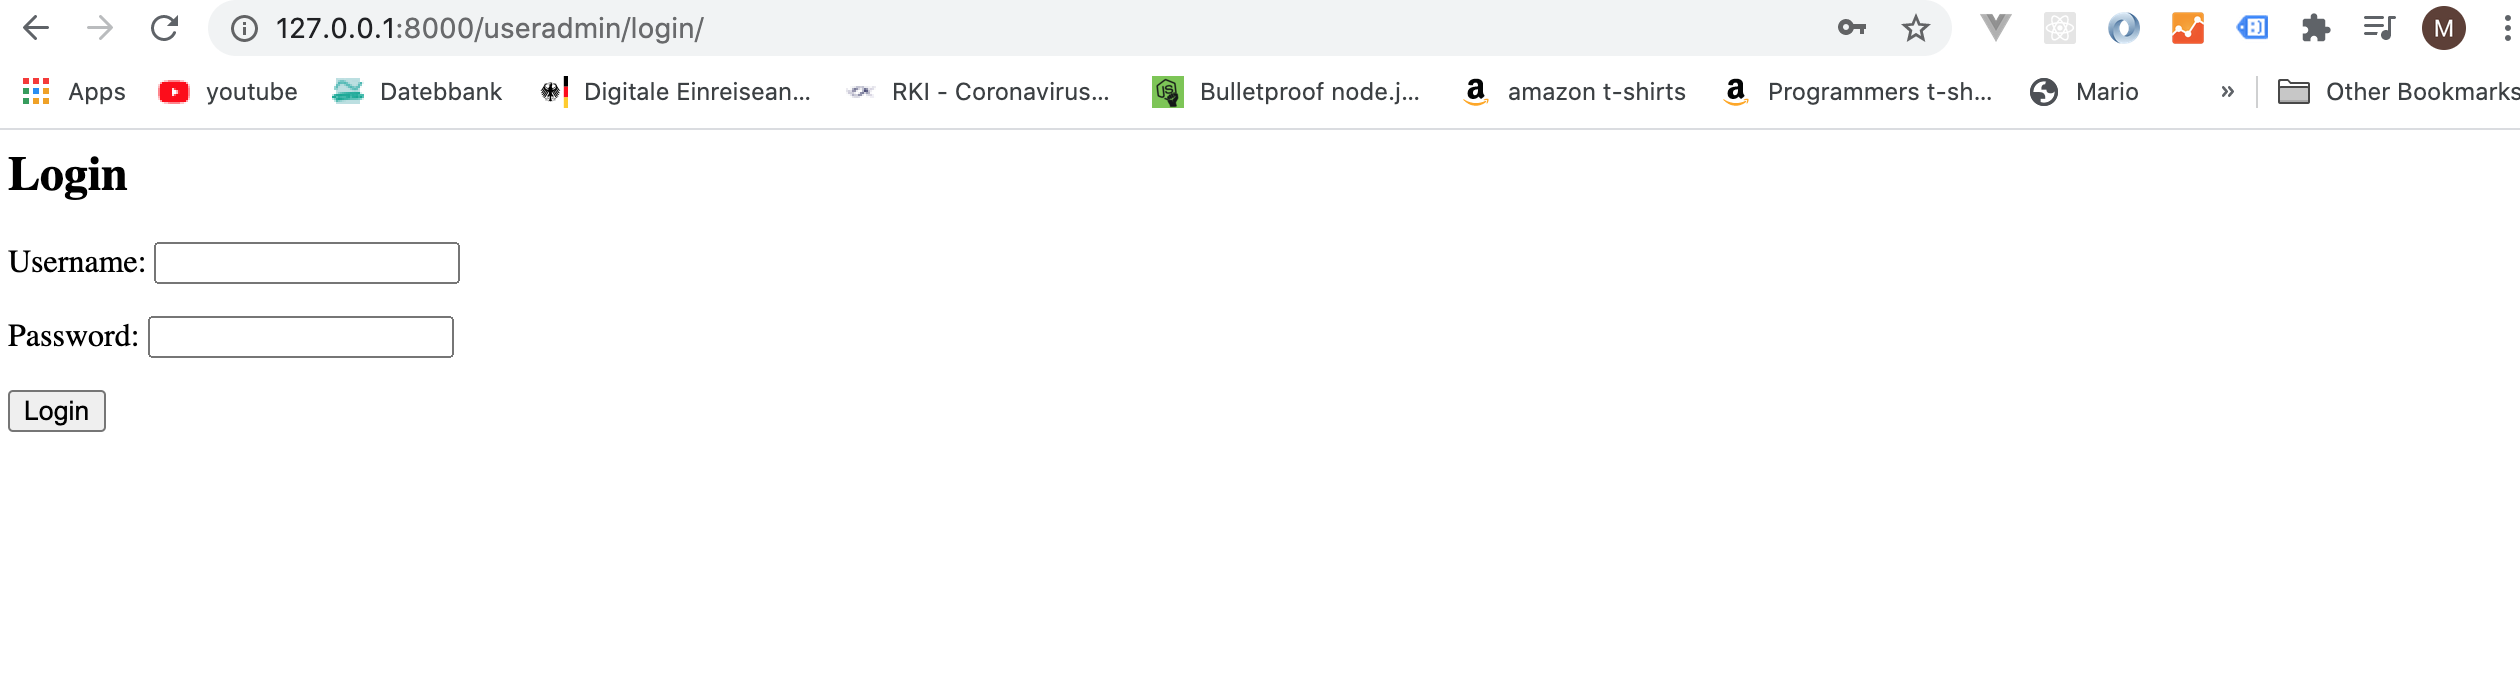 127.0.0.1:8000/useradmin/login/ M
Apps youtube Datebbank Digitale Einreisean... RKI - Coronavirus... JS Bulletproof node.j... a amazon t-shirts a Programmers t-sh... Mario » Other Bookmarks
Login
Username:
Password:
Login